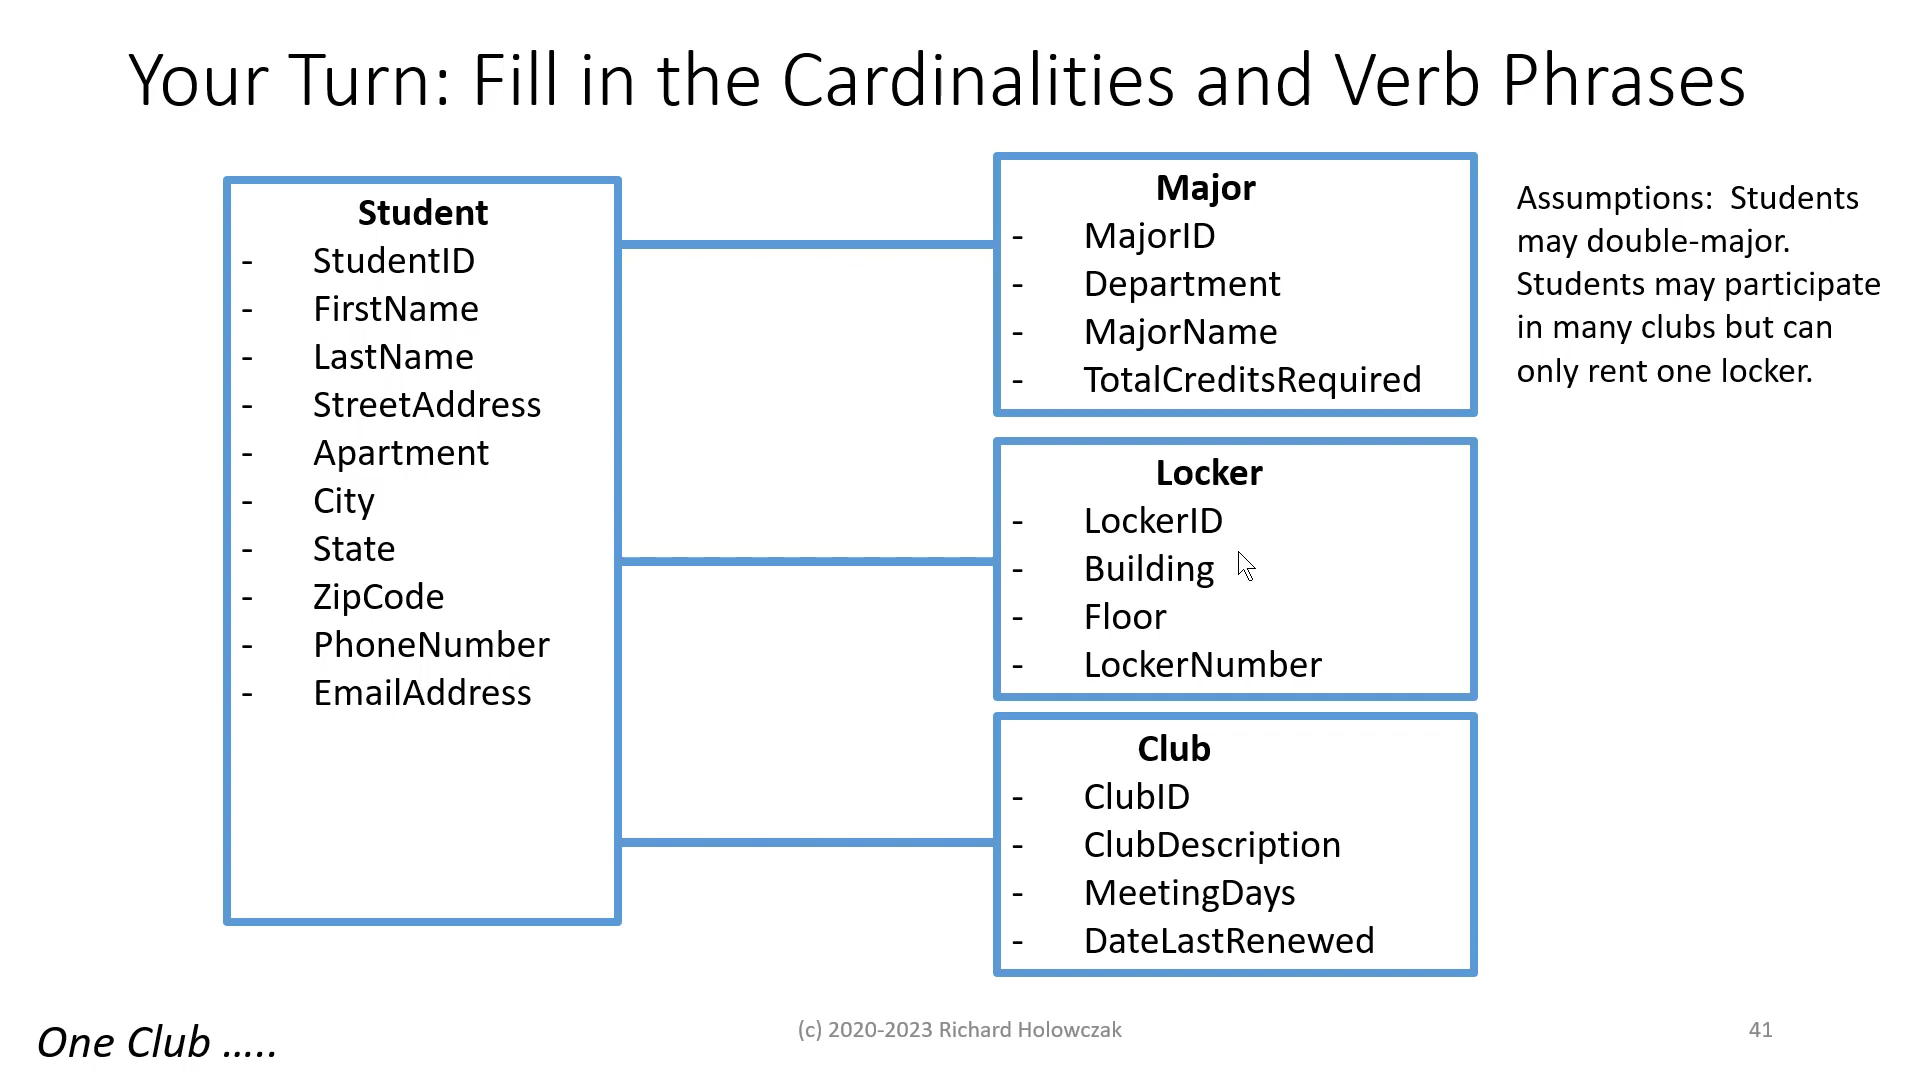 Your Turn: Fill in the Cardinalities and Verb Phrases
Student
- StudentID
- FirstName
- LastName
- StreetAddress
- Apartment
- City
- State
- ZipCode
- PhoneNumber
- EmailAddress
Major
- MajorID
- Department
- MajorName
- TotalCreditsRequired
Locker
- LockerID
- Building
- Floor
- LockerNumber
Club
- ClubID
- ClubDescription
- MeetingDays
- DateLastRenewed
Assumptions: Students
may double-major.
Students may participate
in many clubs but can
only rent one locker.
One Club .....
(c) 2020-2023 Richard Holowczak
41